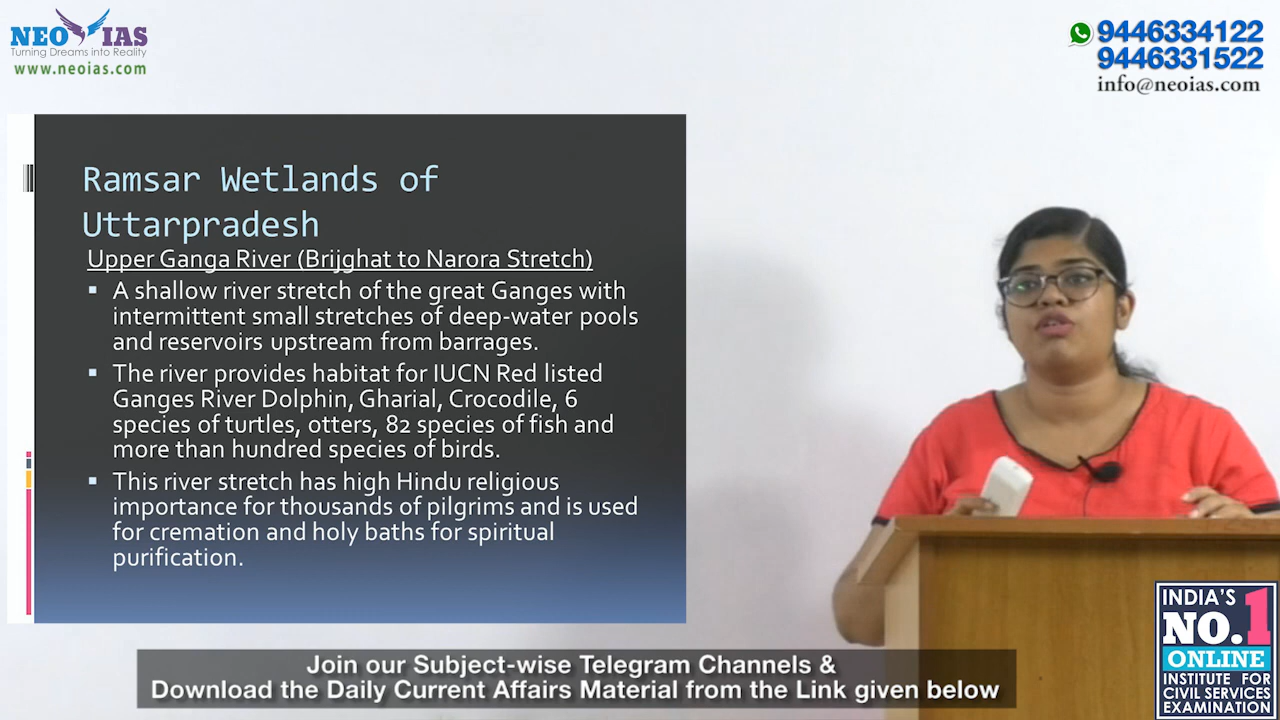 NEO IAS
Turning Dreams into Reality
www.neoias.com
9446334122
9446331522
info@neoias.com
Ramsar Wetlands of
Uttarpradesh
Upper Ganga River (Brijghat to Narora Stretch)
▪ A shallow river stretch of the great Ganges with
intermittent small stretches of deep-water pools
and reservoirs upstream from barrages.
▪ The river provides habitat for IUCN Red listed
Ganges River Dolphin, Gharial, Crocodile, 6
species of turtles, otters, 82 species of fish and
more than hundred species of birds.
▪ This river stretch has high Hindu religious
importance for thousands of pilgrims and is used
for cremation and holy baths for spiritual
purification.
Join our Subject-wise Telegram Channels &
Download the Daily Current Affairs Material from the Link given below
INDIA'S
NO.1
ONLINE
INSTITUTE FOR
CIVIL SERVICES
EXAMINATION